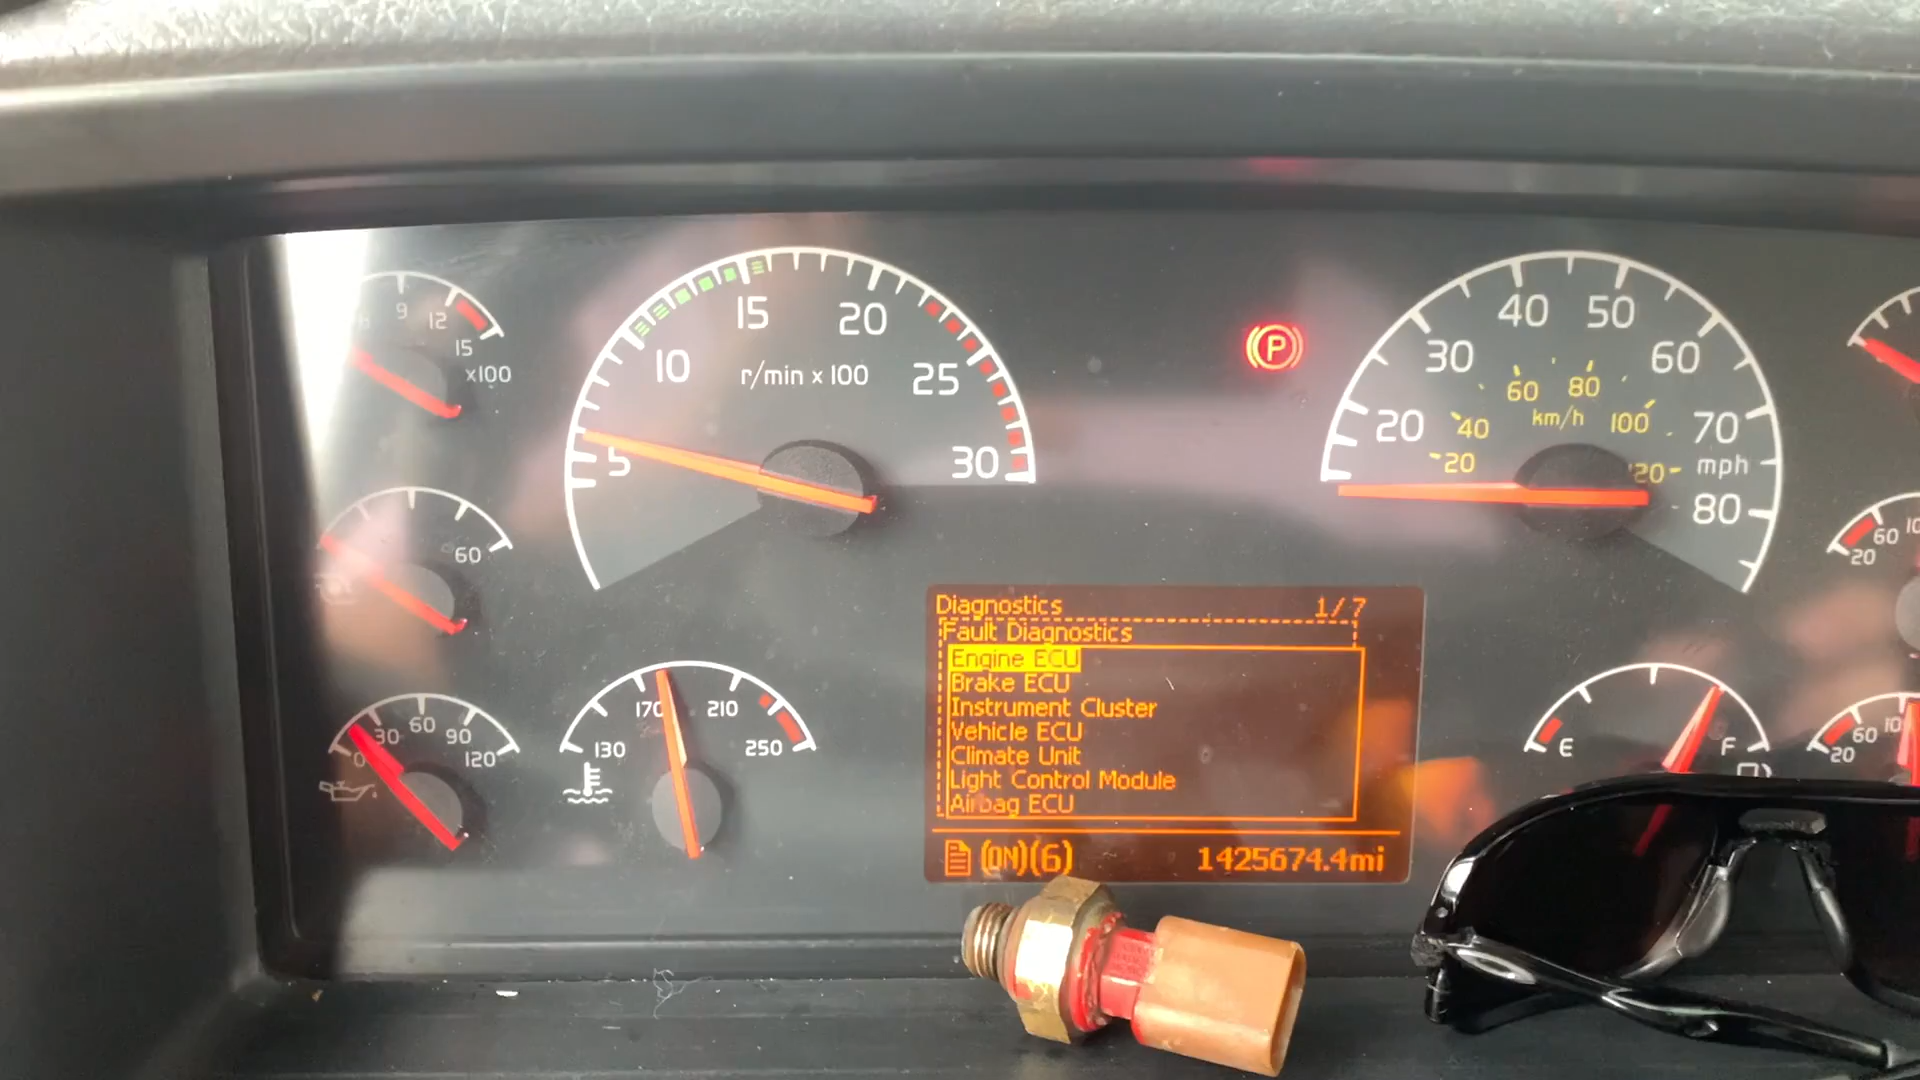 9
12
15
x100
60
0 30 60 90 120
5 10 15 20 25 30
r/min x 100
130 170 210 250
P
20 30 40 50 60 70 80
mph
20 40 60 80 100 120
km/h
Diagnostics 1/7
Fault Diagnostics
Engine ECU
Brake ECU
Instrument Cluster
Vehicle ECU
Climate Unit
Light Control Module
Airbag ECU
(ON)(6) 1425674.4mi
E F
20 60
20 60